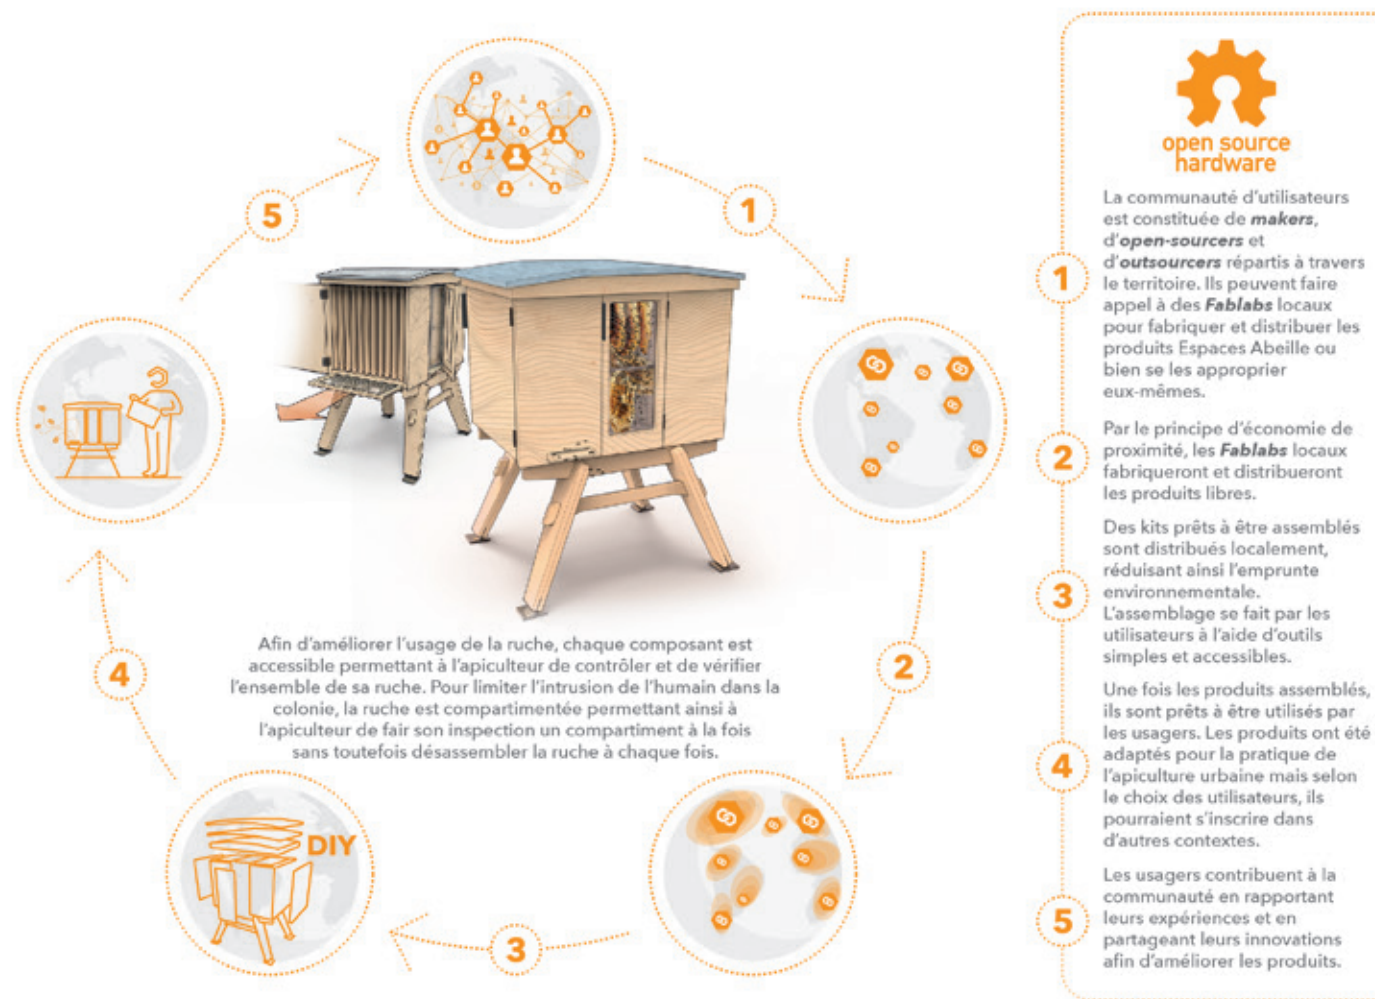 5
1
4
2
3
DIY
Afin d'améliorer l'usage de la ruche, chaque composant est
accessible permettant à l'apiculteur de contrôler et de vérifier
l'ensemble de sa ruche. Pour limiter l'intrusion de l'humain dans la
colonie, la ruche est compartimentée permettant ainsi à
l'apiculteur de fair son inspection un compartiment à la fois
sans toutefois désassembler la ruche à chaque fois.
open source
hardware
1
La communauté d'utilisateurs
est constituée de makers,
d'open-sourcers et
d'outsourcers répartis à travers
le territoire. Ils peuvent faire
appel à des Fablabs locaux
pour fabriquer et distribuer les
produits Espaces Abeille ou
bien se les approprier
eux-mêmes.
2
Par le principe d'économie de
proximité, les Fablabs locaux
fabriqueront et distribueront
les produits libres.
3
Des kits prêts à être assemblés
sont distribués localement,
réduisant ainsi l'emprunte
environnementale.
L'assemblage se fait par les
utilisateurs à l'aide d'outils
simples et accessibles.
4
Une fois les produits assemblés,
ils sont prêts à être utilisés par
les usagers. Les produits ont été
adaptés pour la pratique de
l'apiculture urbaine mais selon
le choix des utilisateurs, ils
pourraient s'inscrire dans
d'autres contextes.
5
Les usagers contribuent à la
communauté en rapportant
leurs expériences et en
partageant leurs innovations
afin d'améliorer les produits.